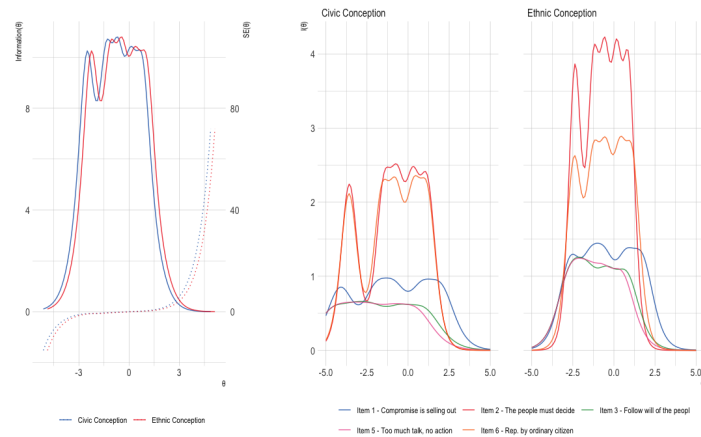 Civic Conception
Ethnic Conception
Information(θ)
SE(θ)
I(θ)
8
4
0
80
40
0
-3
0
3
θ
4
3
2
1
0
-5.0
-2.5
0.0
2.5
5.0
-5.0
-2.5
0.0
2.5
5.0
Civic Conception
Ethnic Conception
Item 1 - Compromise is selling out
Item 2 - The people must decide
Item 3 - Follow will of the peopl
Item 5 - Too much talk, no action
Item 6 - Rep. by ordinary citizen